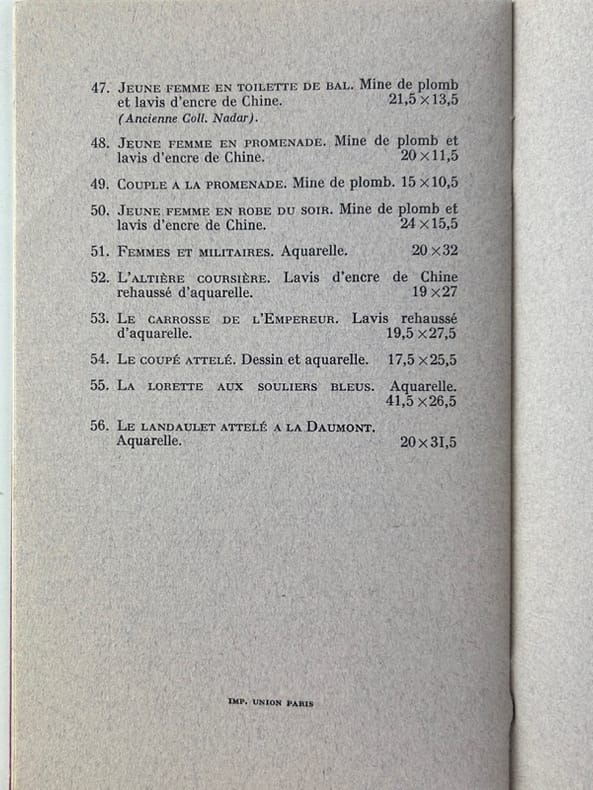 47. Jeune femme en toilette de bal. Mine de plomb
et lavis d'encre de Chine. 21,5 × 13,5
(Ancienne Coll. Nadar).
48. Jeune femme en promenade. Mine de plomb et
lavis d'encre de Chine. 20 × 11,5
49. Couple a la promenade. Mine de plomb. 15 × 10,5
50. Jeune femme en robe du soir. Mine de plomb et
lavis d'encre de Chine. 24 × 15,5
51. Femmes et militaires. Aquarelle. 20 × 32
52. L'altière coursière. Lavis d'encre de Chine
rehaussé d'aquarelle. 19 × 27
53. Le carrosse de l'Empereur. Lavis rehaussé
d'aquarelle. 19,5 × 27,5
54. Le coupé attelé. Dessin et aquarelle. 17,5 × 25,5
55. La lorette aux souliers bleus. Aquarelle.
41,5 × 26,5
56. Le landaulet attelé a la Daumont.
Aquarelle. 20 × 31,5
IMP. UNION PARIS